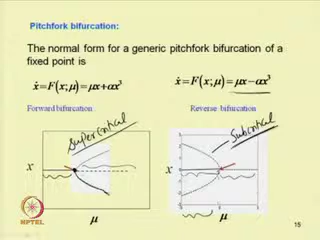 Pitchfork bifurcation:
The normal form for a generic pitchfork bifurcation of a
fixed point is
ẋ=F(x;μ)=μx+αx³
ẋ=F(x;μ)=μx−αx³
Forward bifurcation
Reverse bifurcation
Supercritical
Subcritical
x
x
μ
μ
NPTEL
15